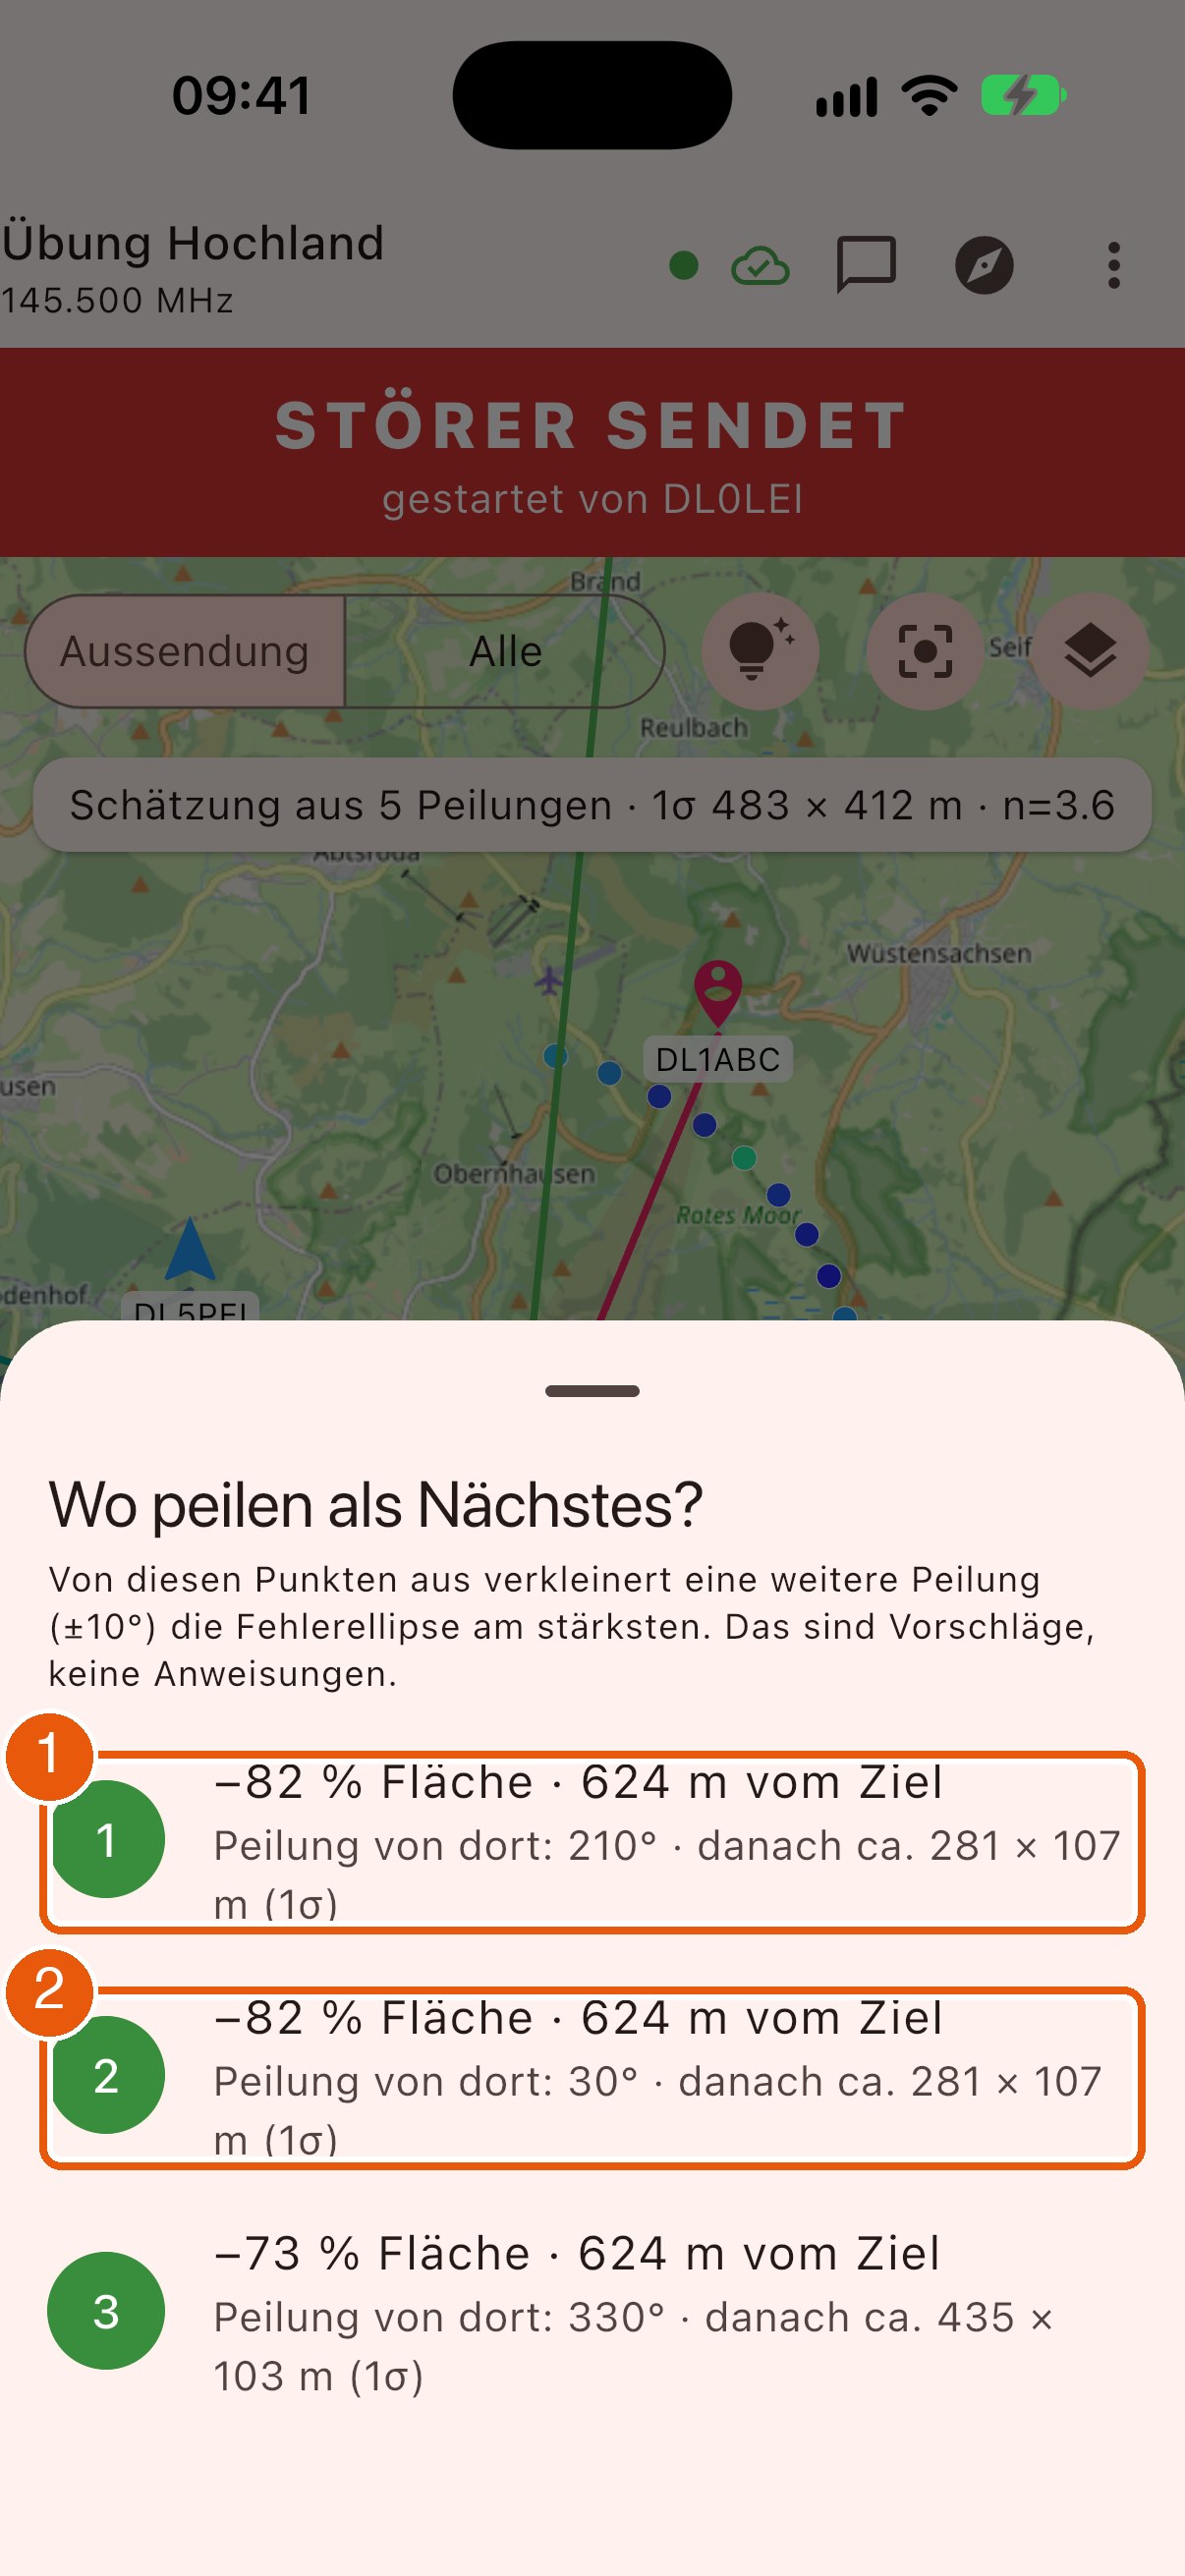 09:41
Übung Hochland
145.500 MHz
STÖRER SENDET
gestartet von DL0LEI
Brand
Aussendung
Alle
Seif
Reulbach
Schätzung aus 5 Peilungen · 1σ 483 × 412 m · n=3.6
Abtsroda
Wüstensachsen
DL1ABC
usen
Obernhausen
Rotes Moor
odenhof
Wo peilen als Nächstes?
Von diesen Punkten aus verkleinert eine weitere Peilung
(±10°) die Fehlerellipse am stärksten. Das sind Vorschläge,
keine Anweisungen.
1
–82 % Fläche · 624 m vom Ziel
1
Peilung von dort: 210° · danach ca. 281 × 107
m (1σ)
2
–82 % Fläche · 624 m vom Ziel
2
Peilung von dort: 30° · danach ca. 281 × 107
m (1σ)
–73 % Fläche · 624 m vom Ziel
3
Peilung von dort: 330° · danach ca. 435 ×
103 m (1σ)